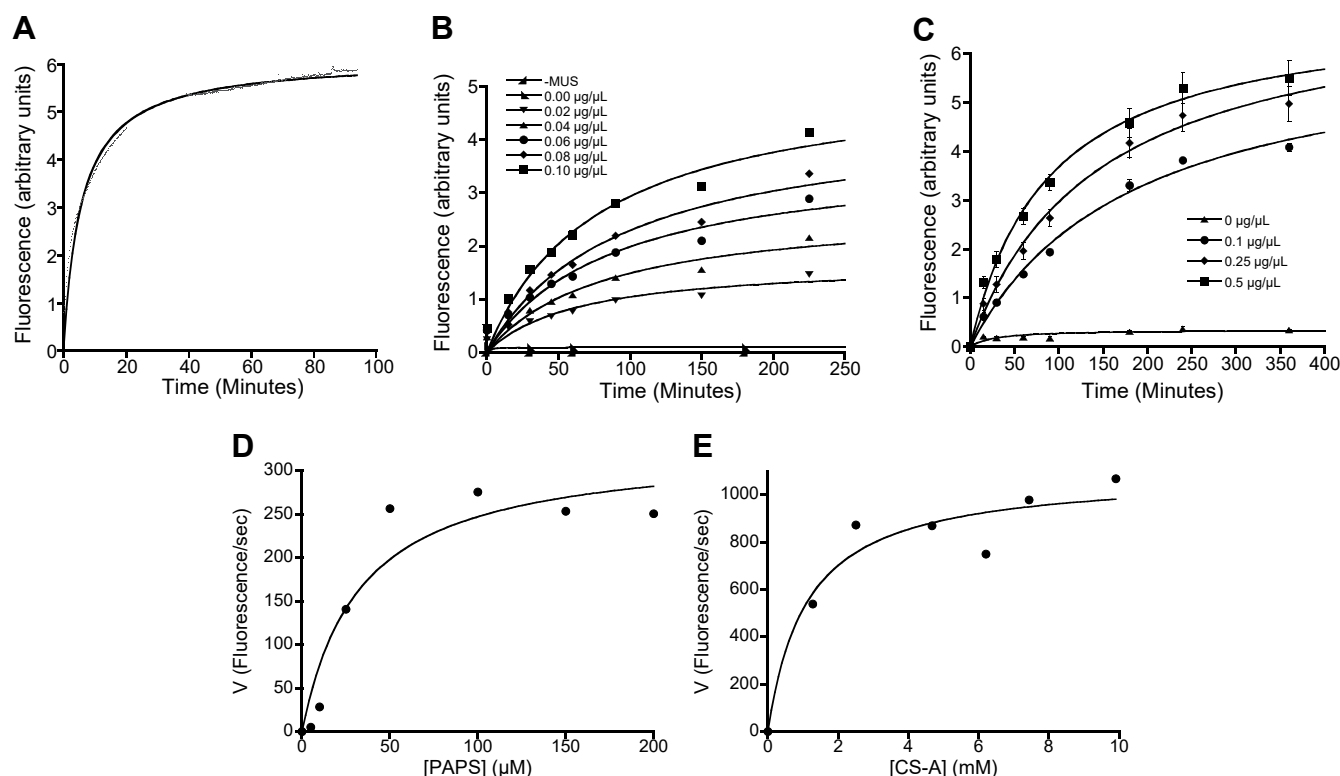 A
Fluorescence (arbitrary units)
6
5
4
3
2
1
0
0 20 40 60 80 100
Time (Minutes)
B
Fluorescence (arbitrary units)
5
4
3
2
1
0
-MUS
0.00 µg/µL
0.02 µg/µL
0.04 µg/µL
0.06 µg/µL
0.08 µg/µL
0.10 µg/µL
0 50 100 150 200 250
Time (Minutes)
C
Fluorescence (arbitrary units)
6
5
4
3
2
1
0
0 µg/µL
0.1 µg/µL
0.25 µg/µL
0.5 µg/µL
0 50 100 150 200 250 300 350 400
Time (Minutes)
D
V (Fluorescence/sec)
300
250
200
150
100
50
0
0 50 100 150 200
[PAPS] (µM)
E
V (Fluorescence/sec)
1000
800
600
400
200
0
0 2 4 6 8 10
[CS-A] (mM)